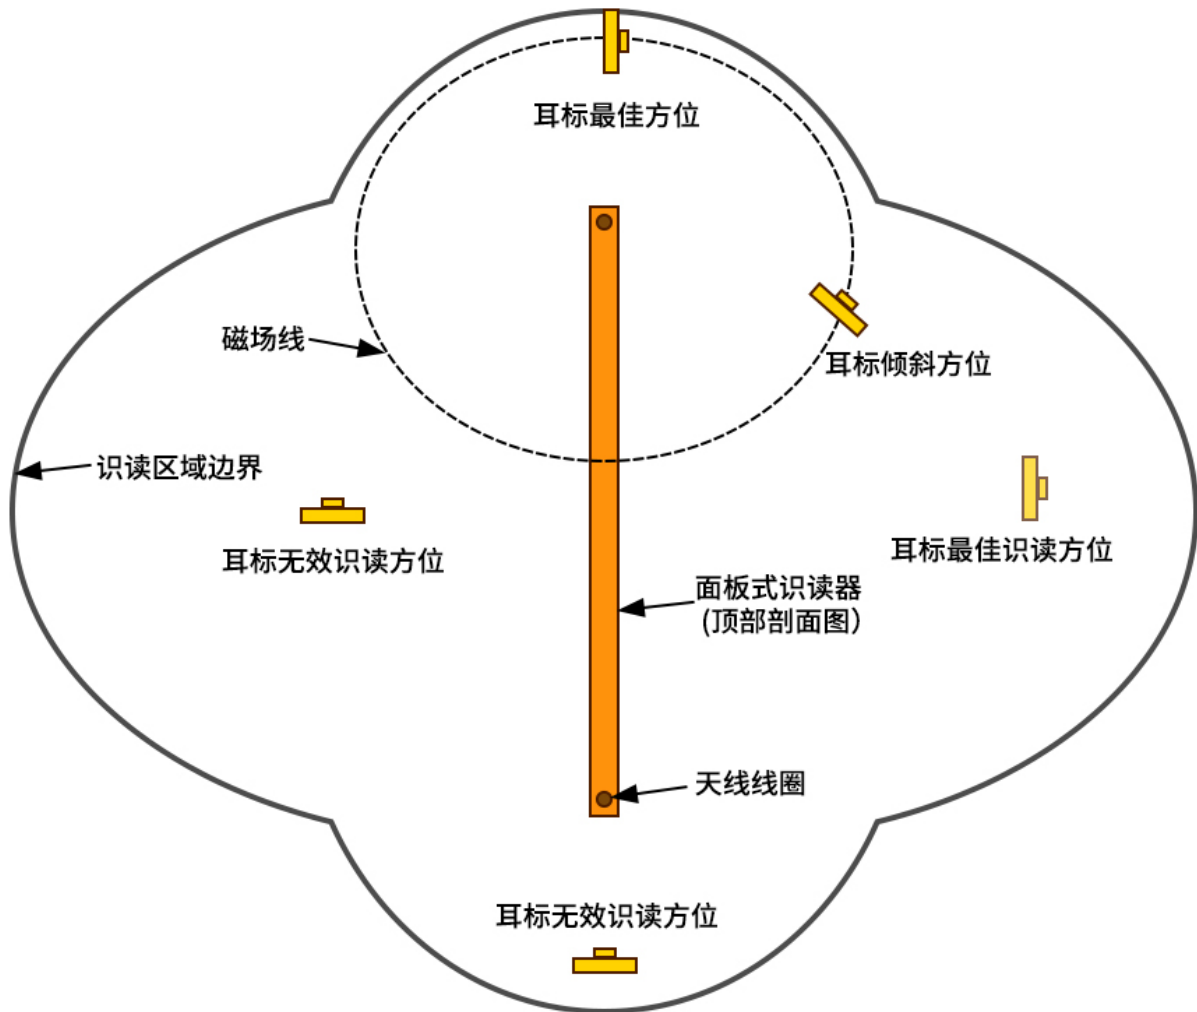 耳标最佳方位
磁场线
耳标倾斜方位
识读区域边界
耳标无效识读方位
耳标最佳识读方位
面板式识读器
(顶部剖面图）
天线线圈
耳标无效识读方位